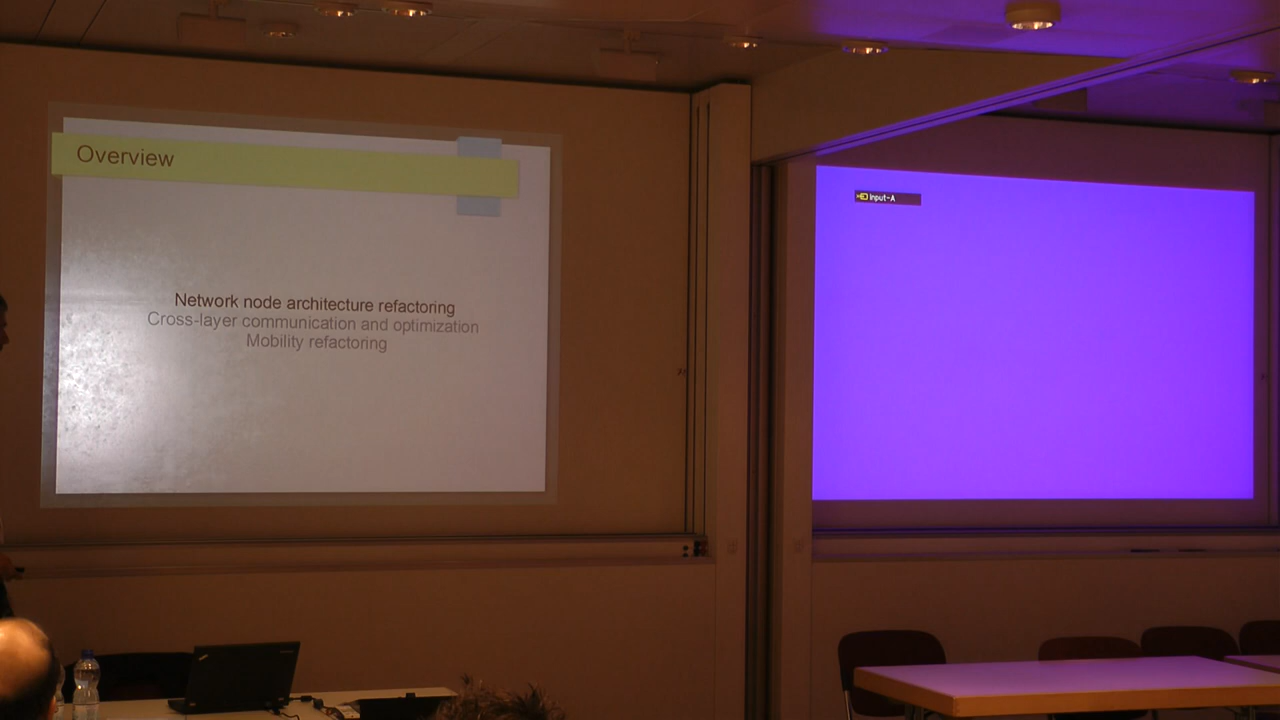 Overview
Network node architecture refactoring
Cross-layer communication and optimization
Mobility refactoring
Input-A